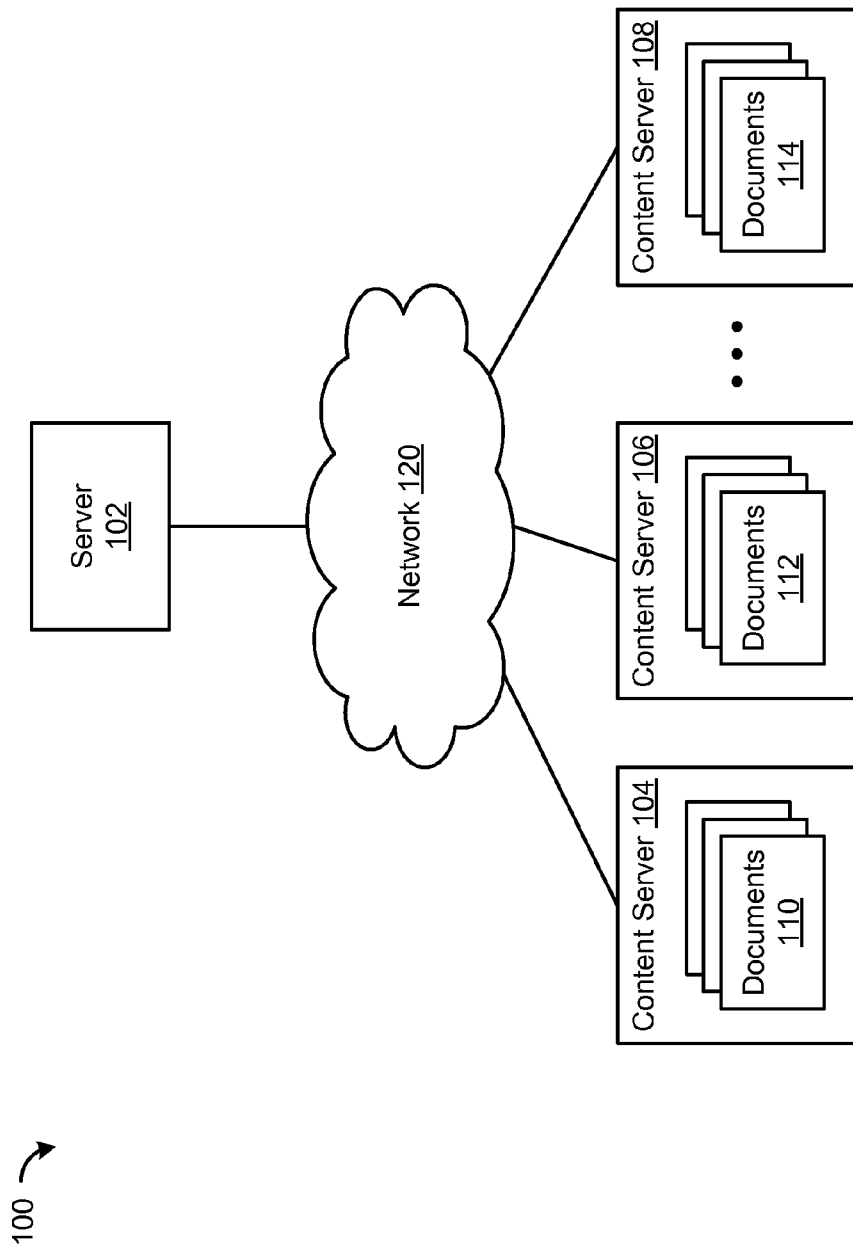 100
Server
102
Network 120
Content Server 104
Documents
110
Content Server 106
Documents
112
Content Server 108
Documents
114